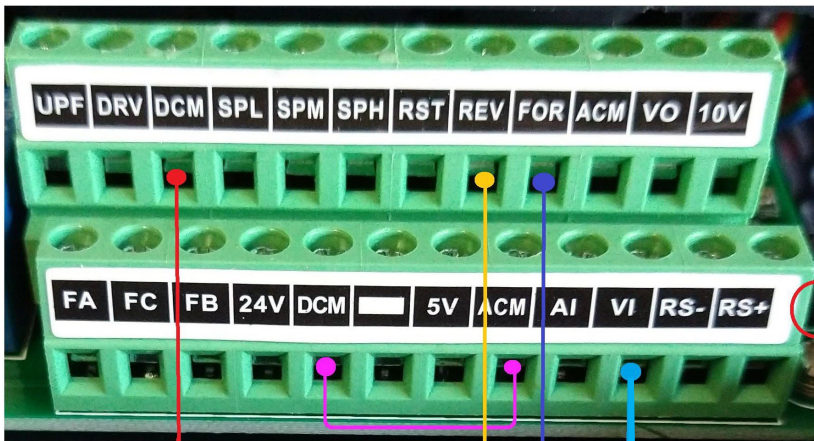 UPF DRV DCM SPL SPM SPH RST REV FOR ACM VO 10V
FA FC FB 24V DCM 5V ACM AI VI RS- RS+